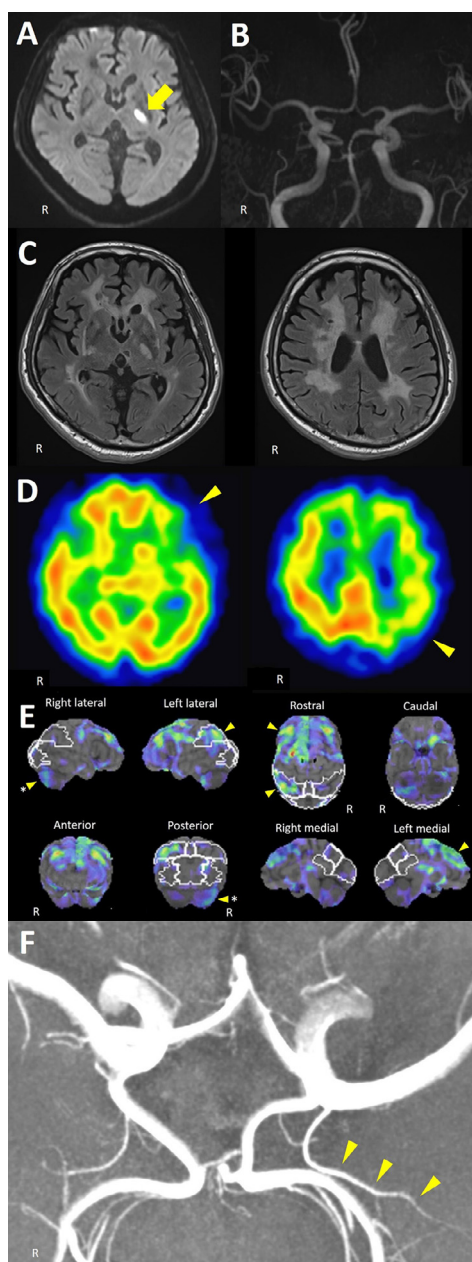 A
B
R
R
C
R
R
D
R
R
E
Right lateral
Left lateral
Rostral
Caudal
*
R
R
Anterior
Posterior
Right medial
Left medial
R
R
*
F
R